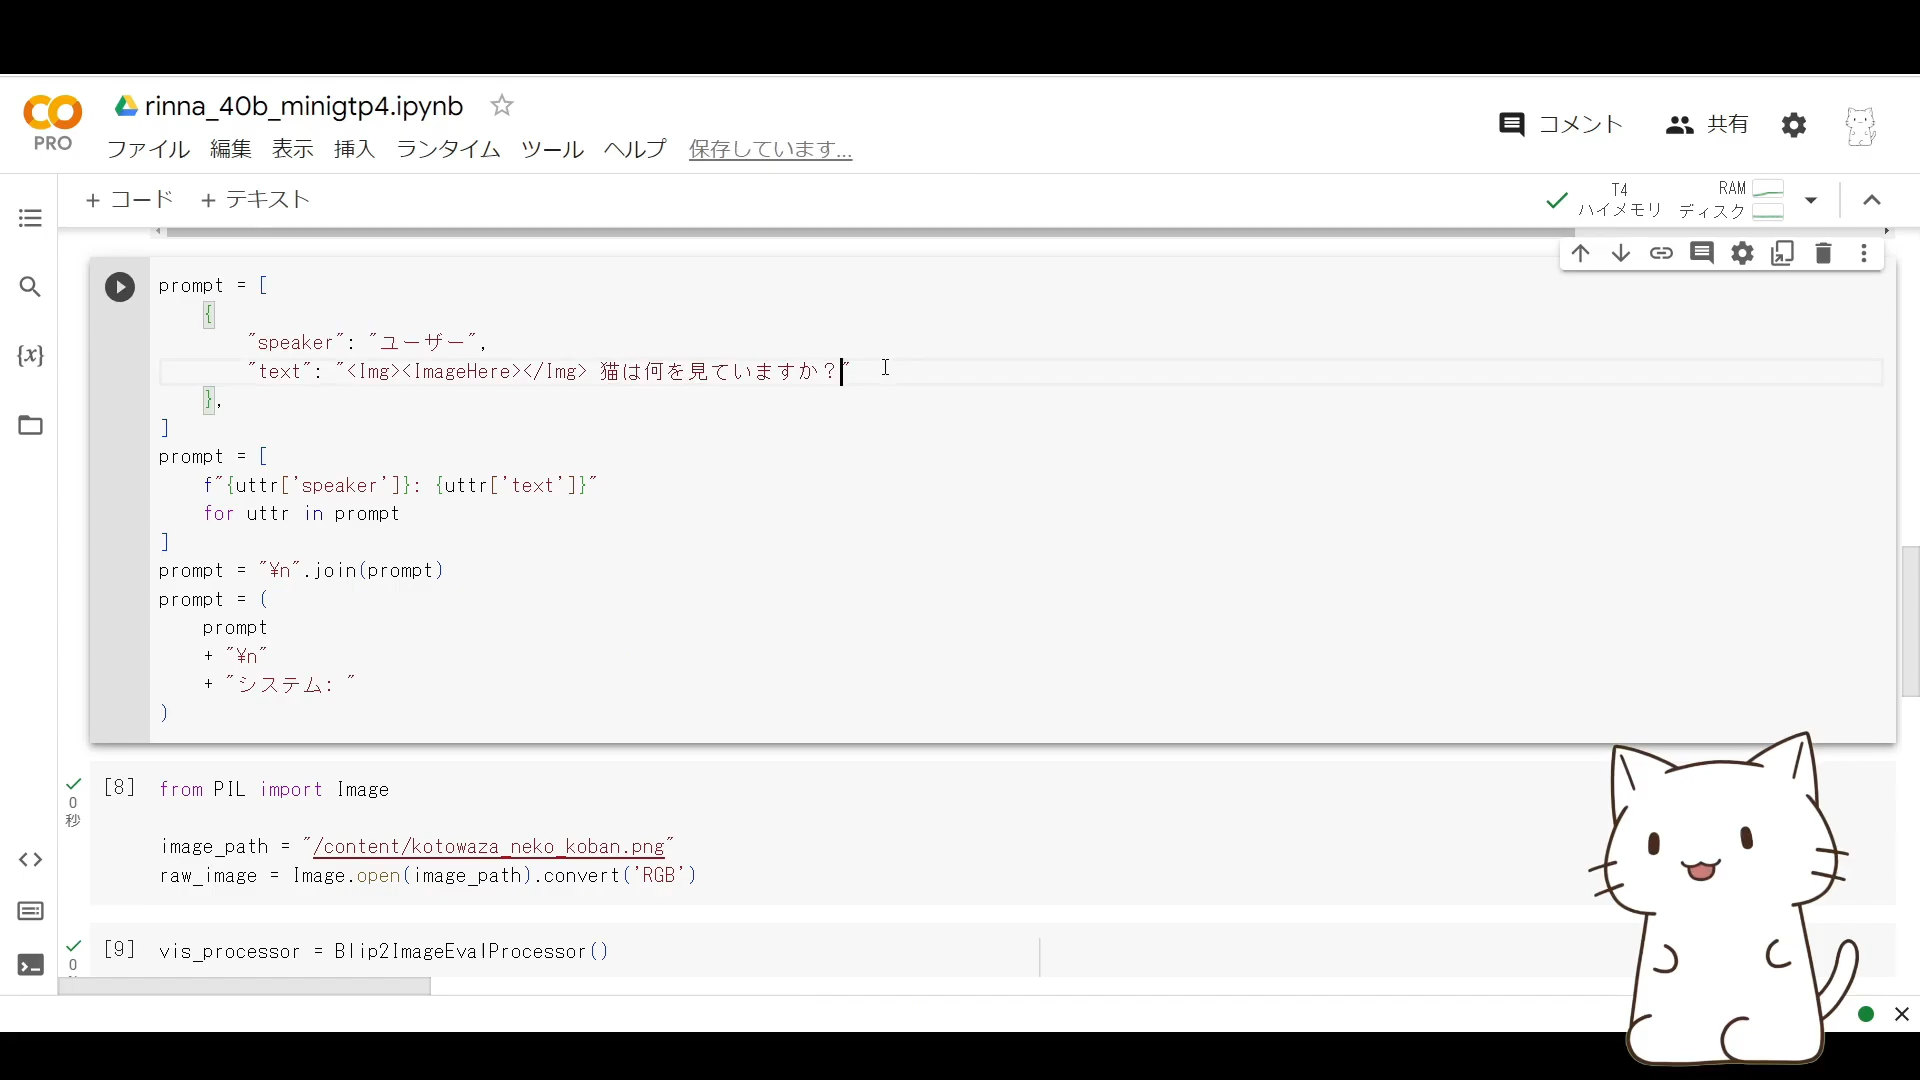 rinna_40b_minigtp4.ipynb
PRO
ファイル 編集 表示 挿入 ランタイム ツール ヘルプ 保存しています...
コメント 共有
+ コード + テキスト
T4
ハイメモリ
RAM
ディスク
prompt = [
{
"speaker": "ユーザー",
"text": "<Img><ImageHere></Img> 猫は何を見ていますか？"
},
]
prompt = [
f"{uttr['speaker']}: {uttr['text']}"
for uttr in prompt
]
prompt = "¥n".join(prompt)
prompt = (
prompt
+ "¥n"
+ "システム: "
)
[8] from PIL import Image
0
秒
image_path = "/content/kotowaza_neko_koban.png"
raw_image = Image.open(image_path).convert('RGB')
[9] vis_processor = Blip2ImageEvalProcessor()
0